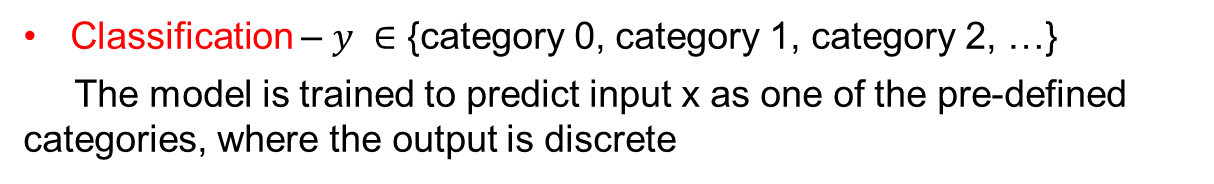 • Classification – y ∈ {category 0, category 1, category 2, …}
The model is trained to predict input x as one of the pre-defined
categories, where the output is discrete